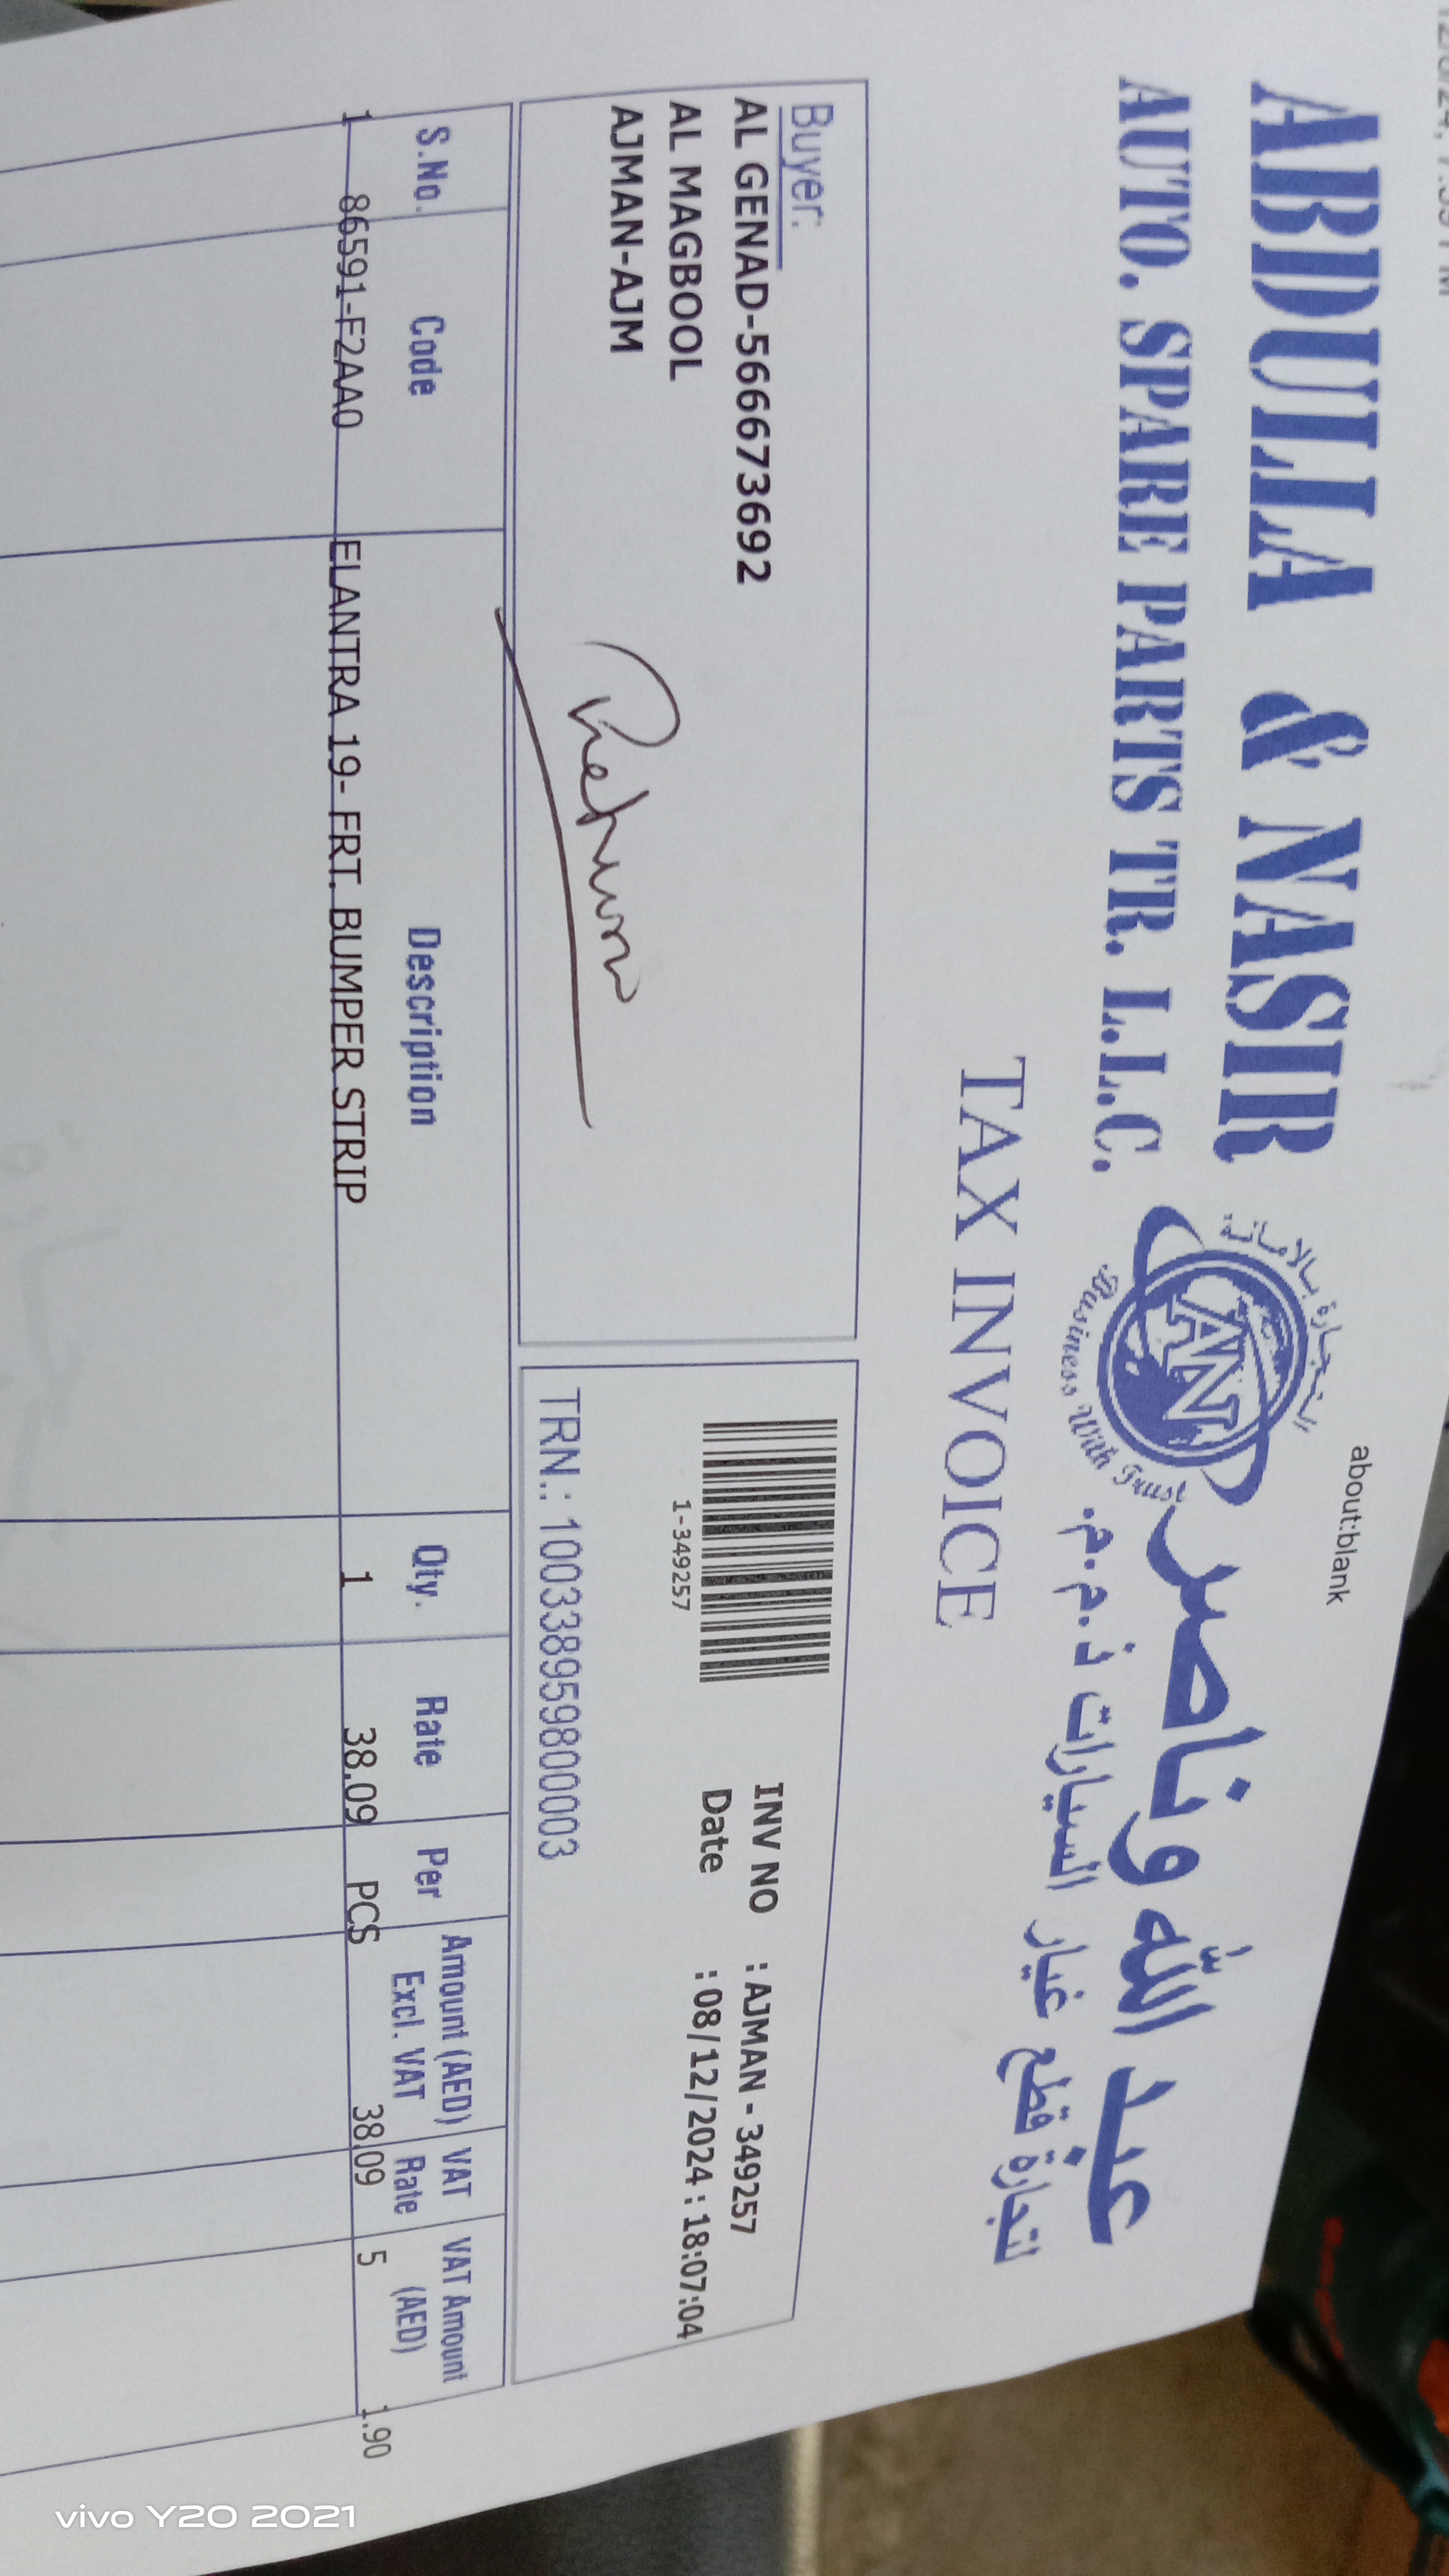 about:blank
ABDULLA & NASIR
AUTO. SPARE PARTS TR. L.L.C.
التجارة بالامانة
AN
Business With Trust
عبد الله وناصر
لتجارة قطع غيار السيارات ذ.م.م.
TAX INVOICE
Buyer:
AL GENAD-566673692
AL MAGBOOL
AJMAN-AJM
Return
1-349257
INV NO : AJMAN - 349257
Date : 08/12/2024 : 18:07:04
TRN.: 100338959800003
S.No. Code Description Qty. Rate Per Amount (AED) Excl. VAT VAT Rate VAT Amount (AED)
1 86591-F2AA0 ELANTRA 19- FRT. BUMPER STRIP 1 38.09 PCS 38.09 5 1.90
vivo Y20 2021